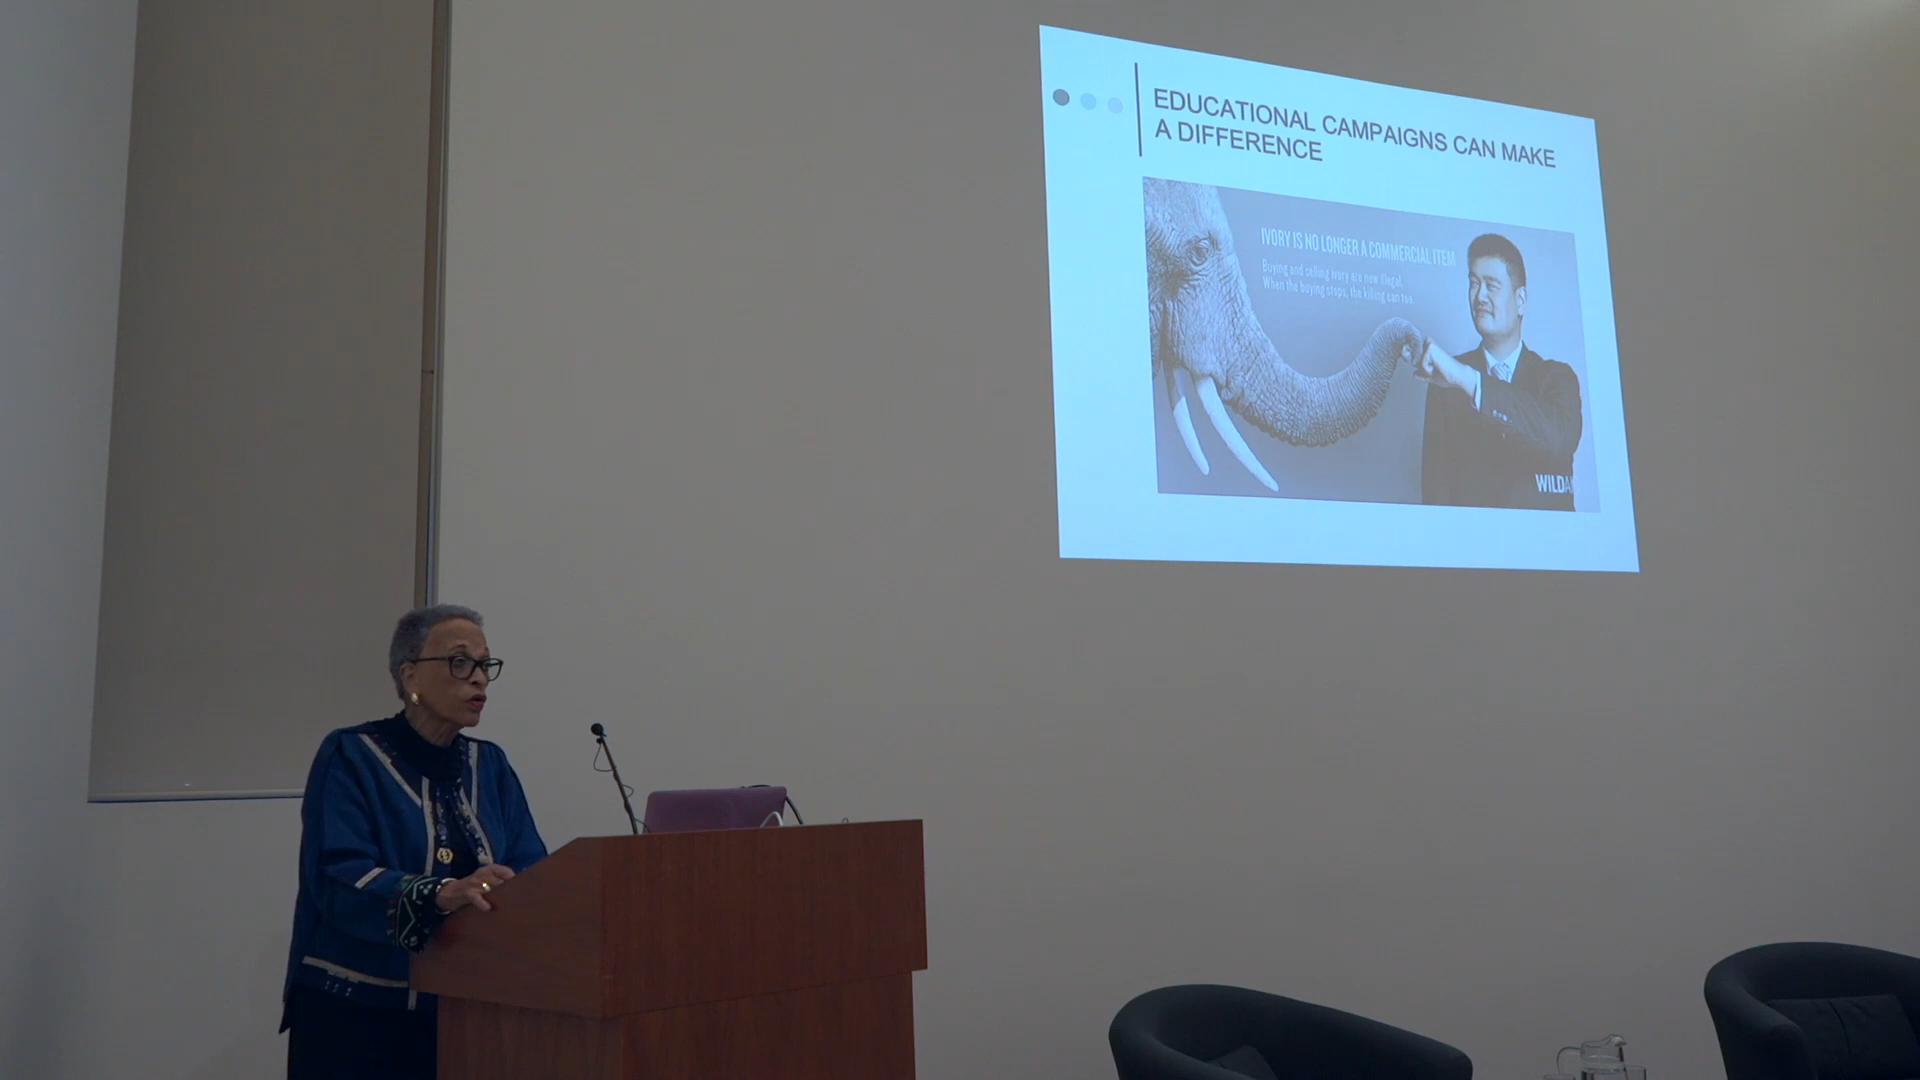 EDUCATIONAL CAMPAIGNS CAN MAKE
A DIFFERENCE
IVORY IS NO LONGER A COMMERCIAL ITEM
Buying and selling ivory are now illegal.
When the buying stops, the killing can too.
WILDA